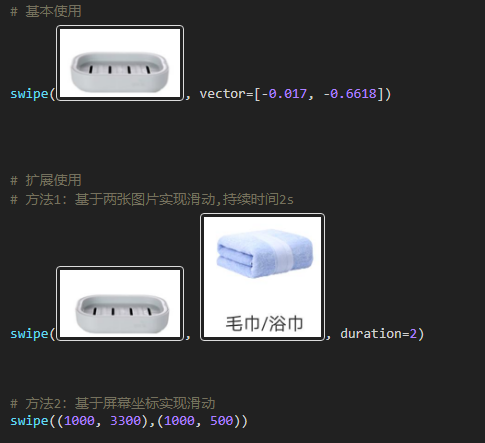 # 基本使用
swipe(, vector=[-0.017, -0.6618])
# 扩展使用
# 方法1: 基于两张图片实现滑动,持续时间2s
毛巾/浴巾
swipe(, , duration=2)
# 方法2: 基于屏幕坐标实现滑动
swipe((1000, 3300),(1000, 500))